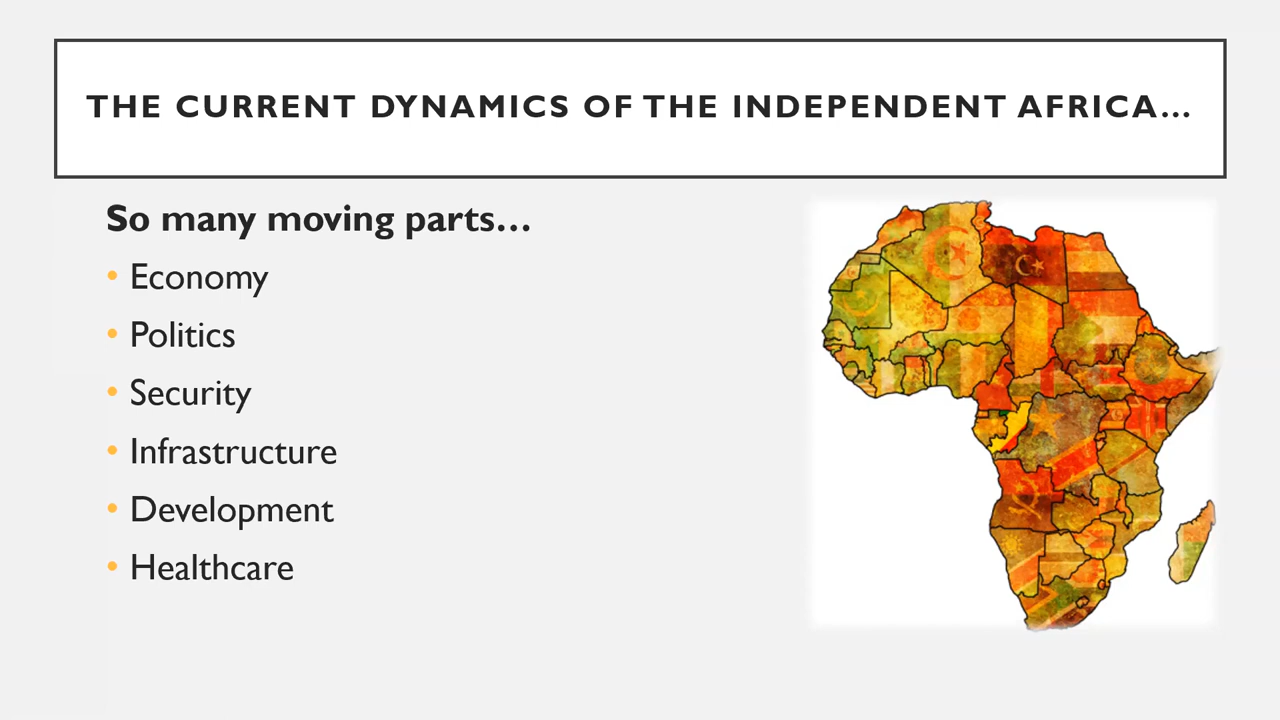 THE CURRENT DYNAMICS OF THE INDEPENDENT AFRICA...
So many moving parts...
• Economy
• Politics
• Security
• Infrastructure
• Development
• Healthcare